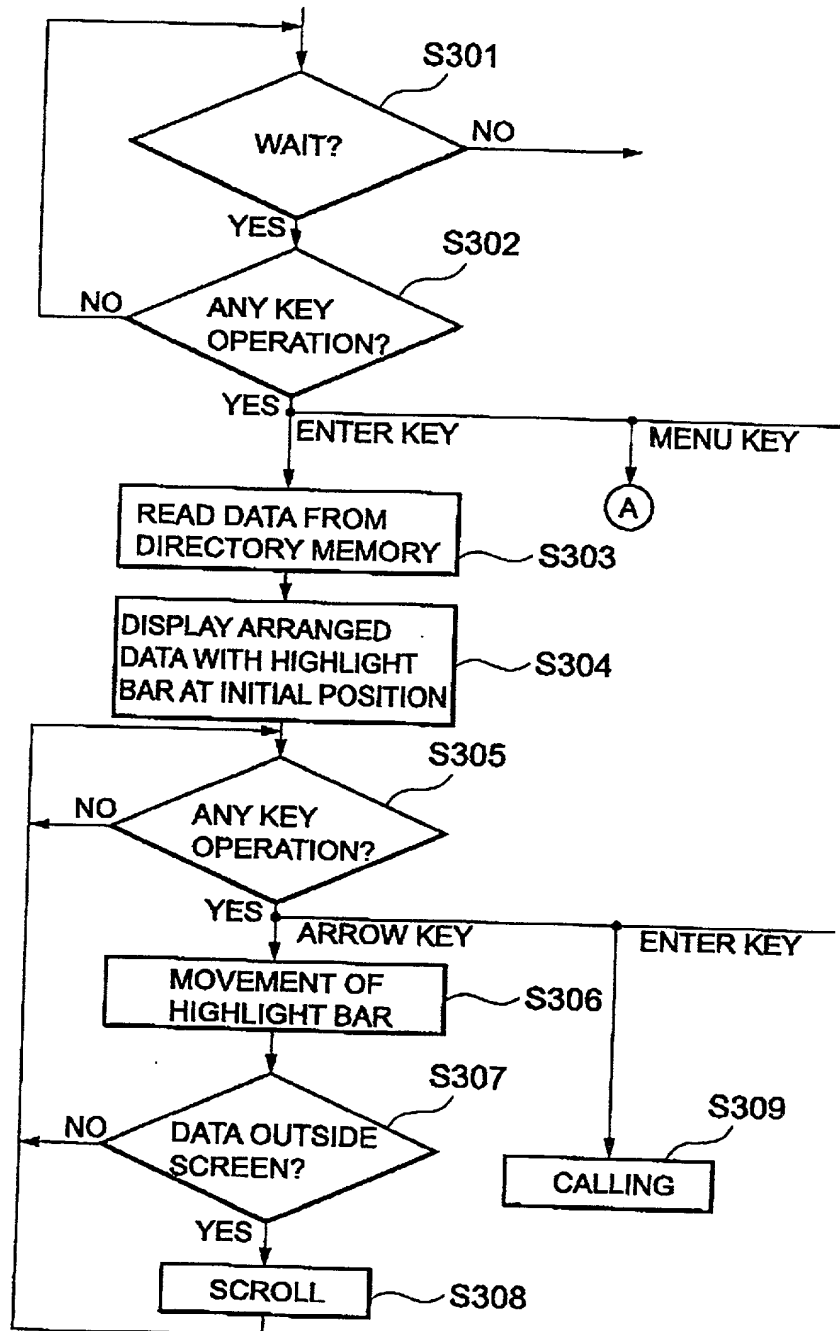 S301
WAIT?
NO
YES
S302
NO
ANY KEY
OPERATION?
YES
ENTER KEY
MENU KEY
A
READ DATA FROM
DIRECTORY MEMORY
S303
DISPLAY ARRANGED
DATA WITH HIGHLIGHT
BAR AT INITIAL POSITION
S304
S305
NO
ANY KEY
OPERATION?
YES
ARROW KEY
ENTER KEY
MOVEMENT OF
HIGHLIGHT BAR
S306
S307
NO
DATA OUTSIDE
SCREEN?
S309
CALLING
YES
SCROLL
S308